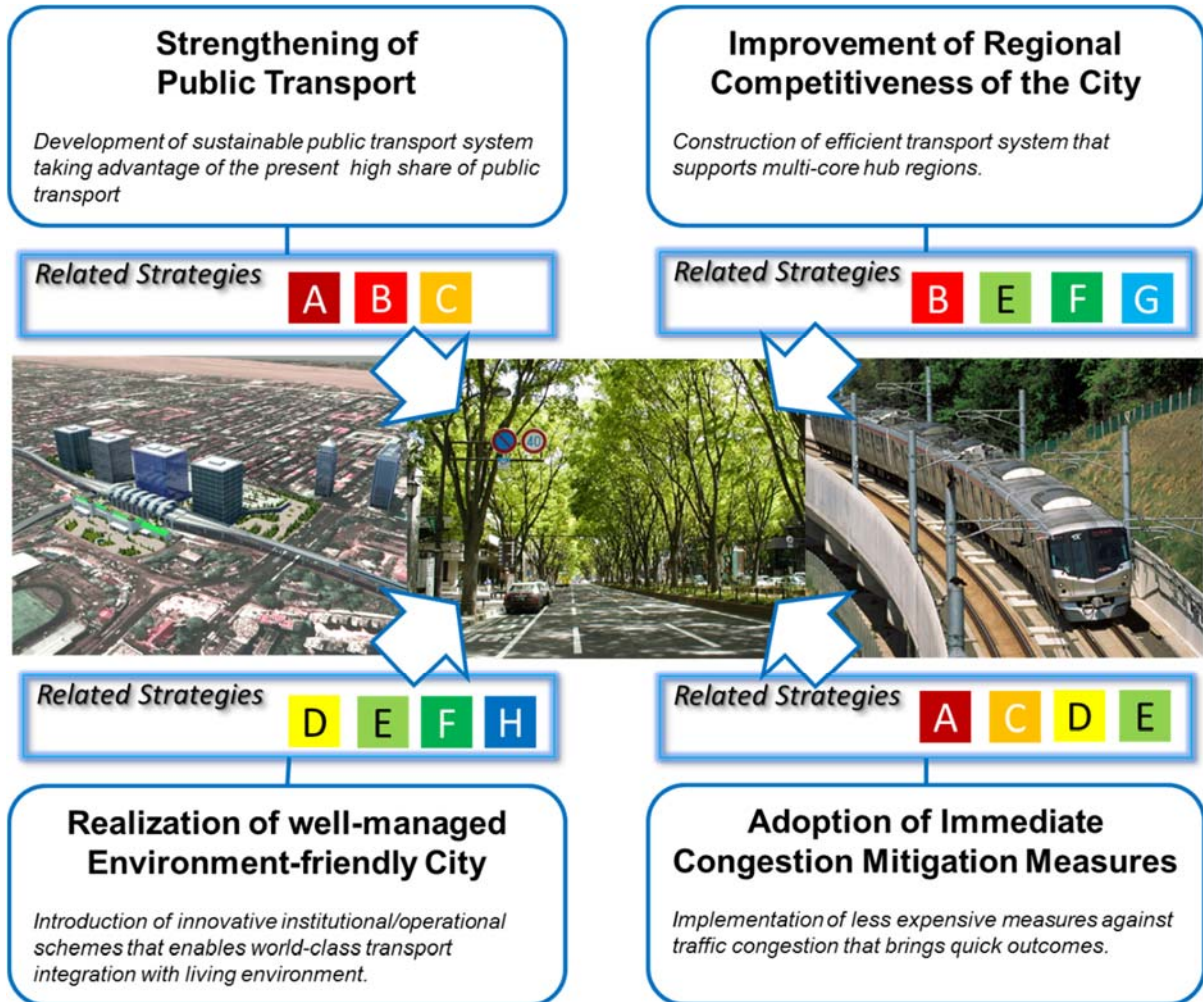 Strengthening of
Public Transport
Development of sustainable public transport system
taking advantage of the present high share of public
transport
Related Strategies
A B C
Improvement of Regional
Competitiveness of the City
Construction of efficient transport system that
supports multi-core hub regions.
Related Strategies
B E F G
40
Related Strategies
D E F H
Realization of well-managed
Environment-friendly City
Introduction of innovative institutional/operational
schemes that enables world-class transport
integration with living environment.
Related Strategies
A C D E
Adoption of Immediate
Congestion Mitigation Measures
Implementation of less expensive measures against
traffic congestion that brings quick outcomes.